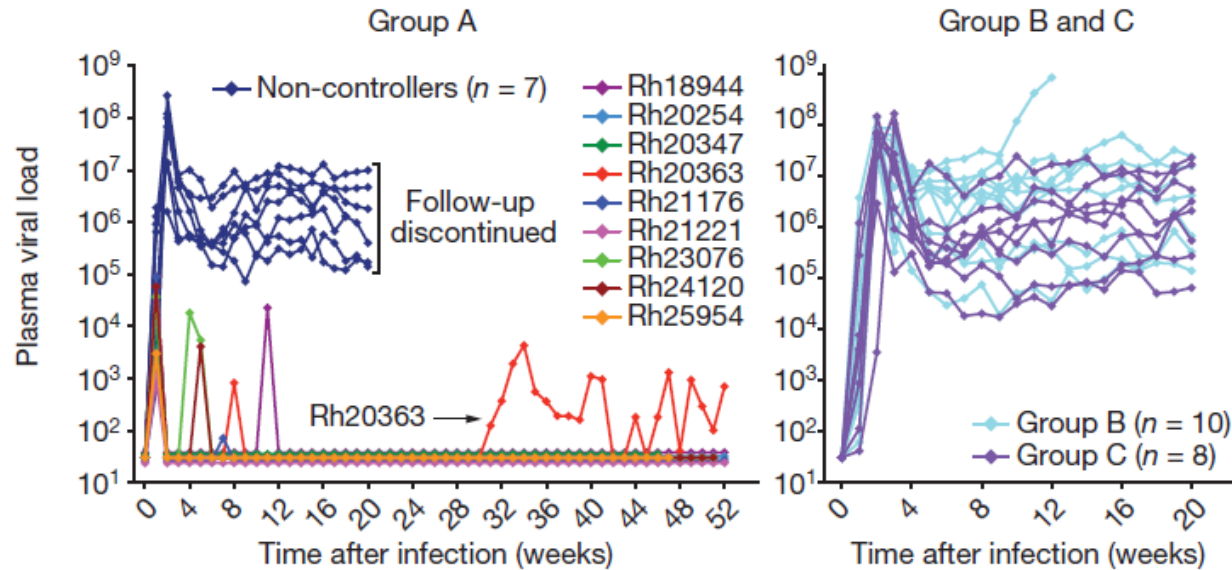 Group A
Plasma viral load
10⁹
10⁸
10⁷
10⁶
10⁵
10⁴
10³
10²
10¹
Non-controllers (n = 7)
Follow-up
discontinued
Rh18944
Rh20254
Rh20347
Rh20363
Rh21176
Rh21221
Rh23076
Rh24120
Rh25954
Rh20363
0 4 8 12 16 20 24 28 32 36 40 44 48 52
Time after infection (weeks)
Group B and C
10⁹
10⁸
10⁷
10⁶
10⁵
10⁴
10³
10²
10¹
Group B (n = 10)
Group C (n = 8)
0 4 8 12 16 20
Time after infection (weeks)